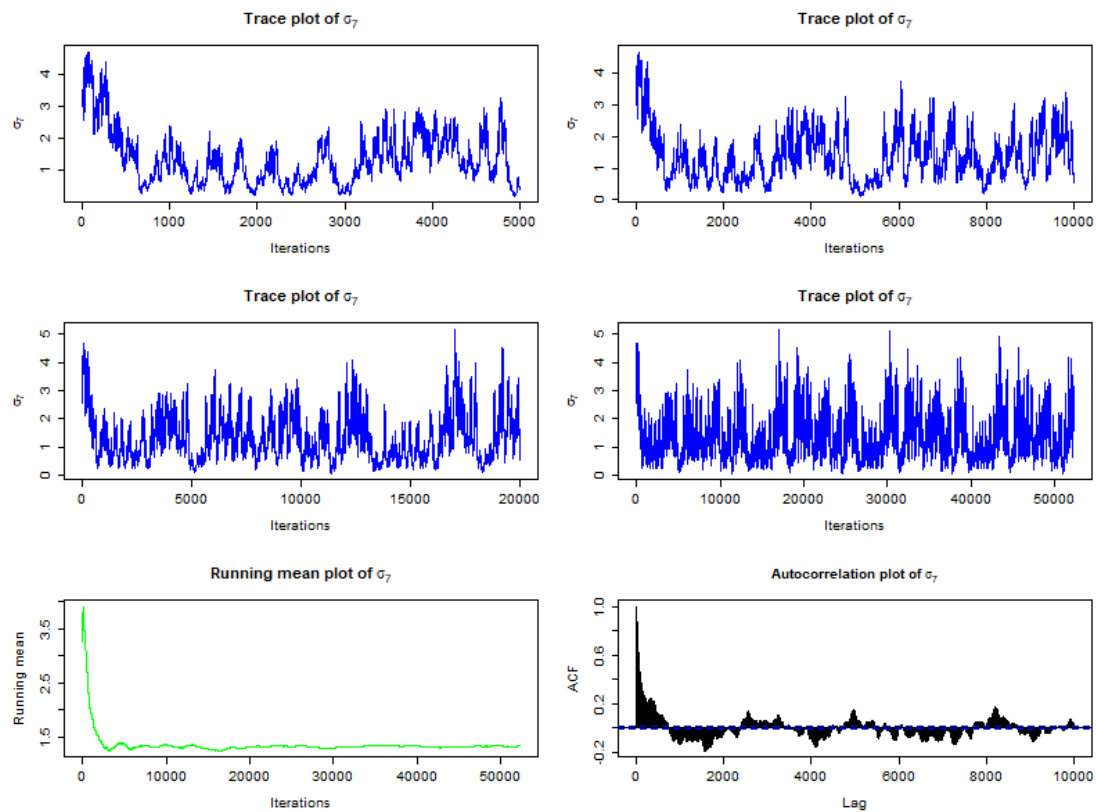 Trace plot of σ₇
σ₇
4
3
2
1
0 1000 2000 3000 4000 5000
Iterations
Trace plot of σ₇
σ₇
4
3
2
1
0
0 2000 4000 6000 8000 10000
Iterations
Trace plot of σ₇
σ₇
5
4
3
2
1
0
0 5000 10000 15000 20000
Iterations
Trace plot of σ₇
σ₇
5
4
3
2
1
0
0 10000 20000 30000 40000 50000
Iterations
Running mean plot of σ₇
Running mean
3.5
2.5
1.5
0 10000 20000 30000 40000 50000
Iterations
Autocorrelation plot of σ₇
ACF
1.0
0.6
0.2
-0.2
0 2000 4000 6000 8000 10000
Lag